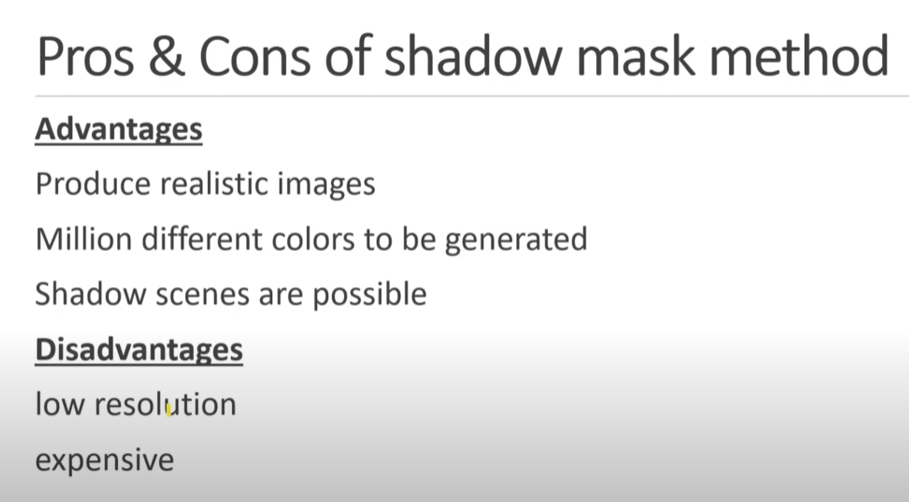 Pros & Cons of shadow mask method
Advantages
Produce realistic images
Million different colors to be generated
Shadow scenes are possible
Disadvantages
low resolution
expensive